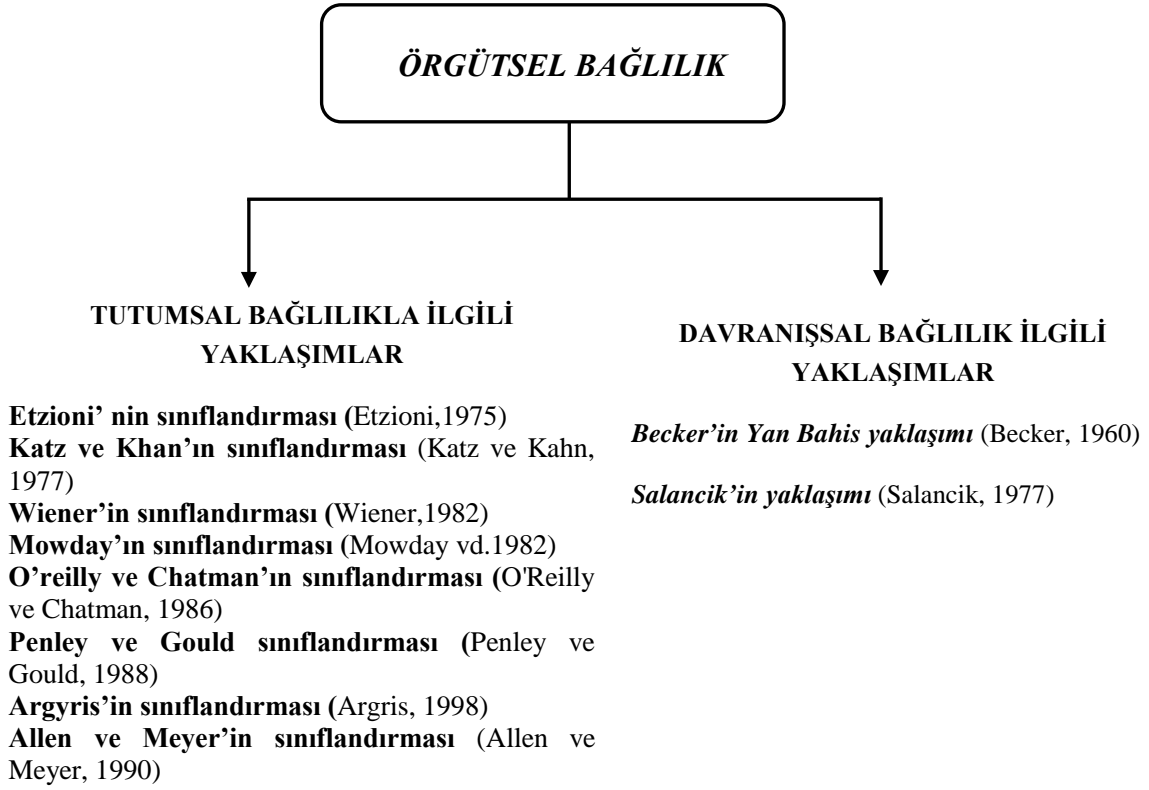 ÖRGÜTSEL BAĞLILIK
TUTUMSAL BAĞLILIKLA İLGİLİ
YAKLAŞIMLAR
Etzioni’ nin sınıflandırması (Etzioni,1975)
Katz ve Khan’ın sınıflandırması (Katz ve Kahn,
1977)
Wiener’in sınıflandırması (Wiener,1982)
Mowday’ın sınıflandırması (Mowday vd.1982)
O’reilly ve Chatman’ın sınıflandırması (O'Reilly
ve Chatman, 1986)
Penley ve Gould sınıflandırması (Penley ve
Gould, 1988)
Argyris’in sınıflandırması (Argris, 1998)
Allen ve Meyer’in sınıflandırması (Allen ve
Meyer, 1990)
DAVRANIŞSAL BAĞLILIK İLGİLİ
YAKLAŞIMLAR
Becker’in Yan Bahis yaklaşımı (Becker, 1960)
Salancik’in yaklaşımı (Salancik, 1977)